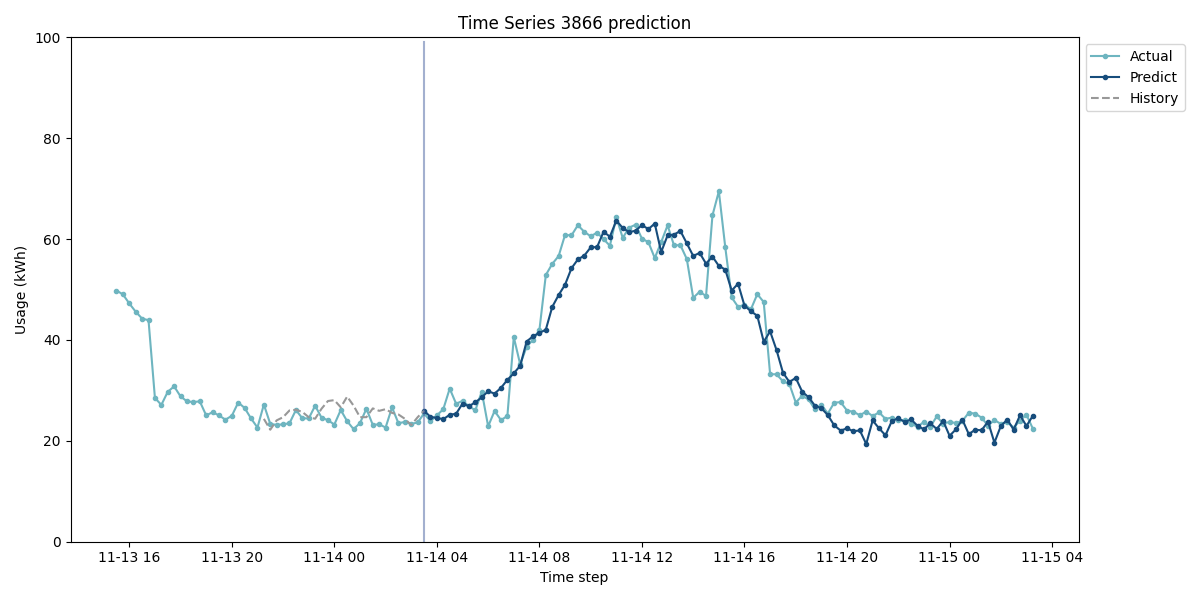 Time Series 3866 prediction
Usage (kWh)
100
80
60
40
20
0
11-13 16
11-13 20
11-14 00
11-14 04
11-14 08
11-14 12
11-14 16
11-14 20
11-15 00
11-15 04
Time step
Actual
Predict
History